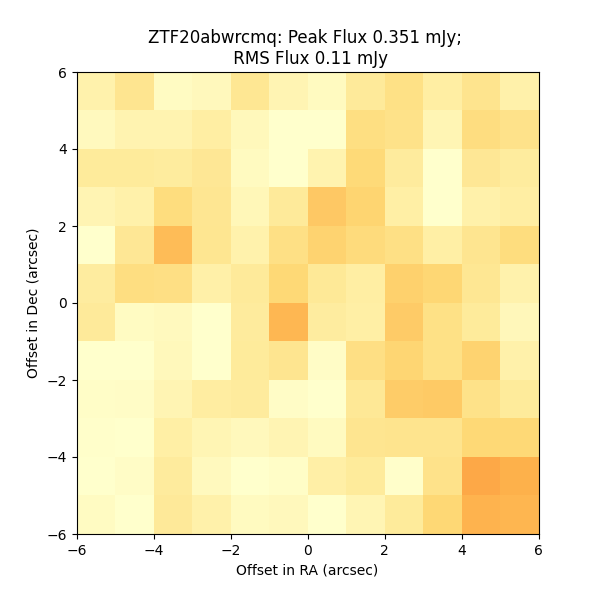 ZTF20abwrcmq: Peak Flux 0.351 mJy;
RMS Flux 0.11 mJy
6
4
2
0
−2
−4
−6
Offset in Dec (arcsec)
−6 −4 −2 0 2 4 6
Offset in RA (arcsec)